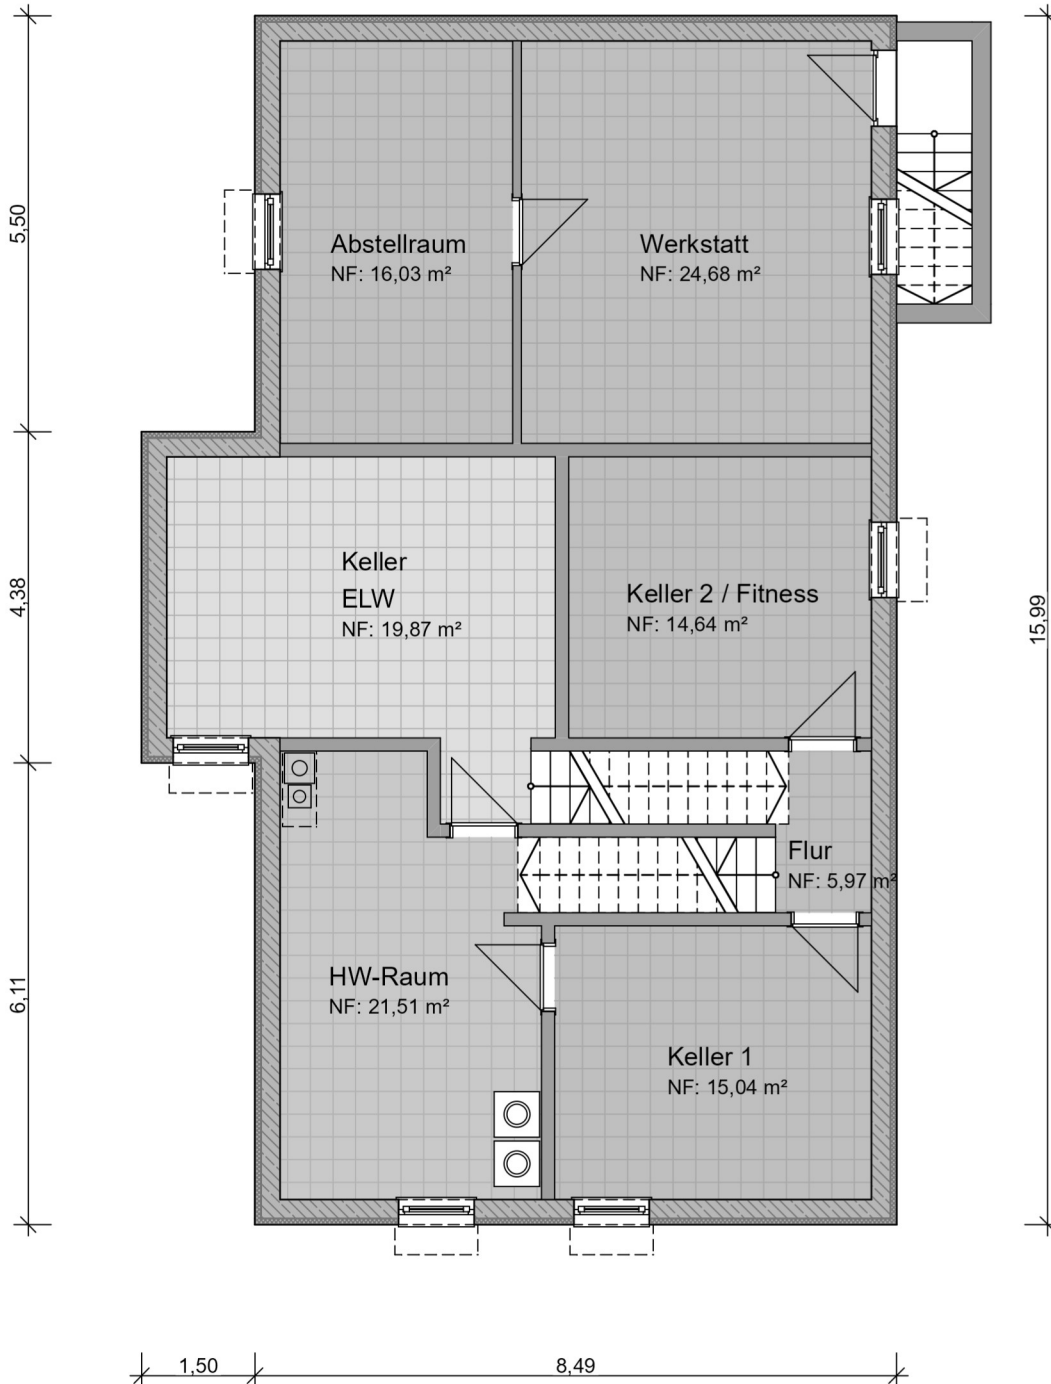 5,50
Abstellraum
NF: 16,03 m²
Werkstatt
NF: 24,68 m²
4,38
Keller
ELW
NF: 19,87 m²
Keller 2 / Fitness
NF: 14,64 m²
15,99
Flur
NF: 5,97 m²
6,11
HW-Raum
NF: 21,51 m²
Keller 1
NF: 15,04 m²
1,50
8,49